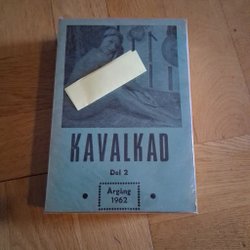 KAVALKAD
Del 2
Årgång
1962